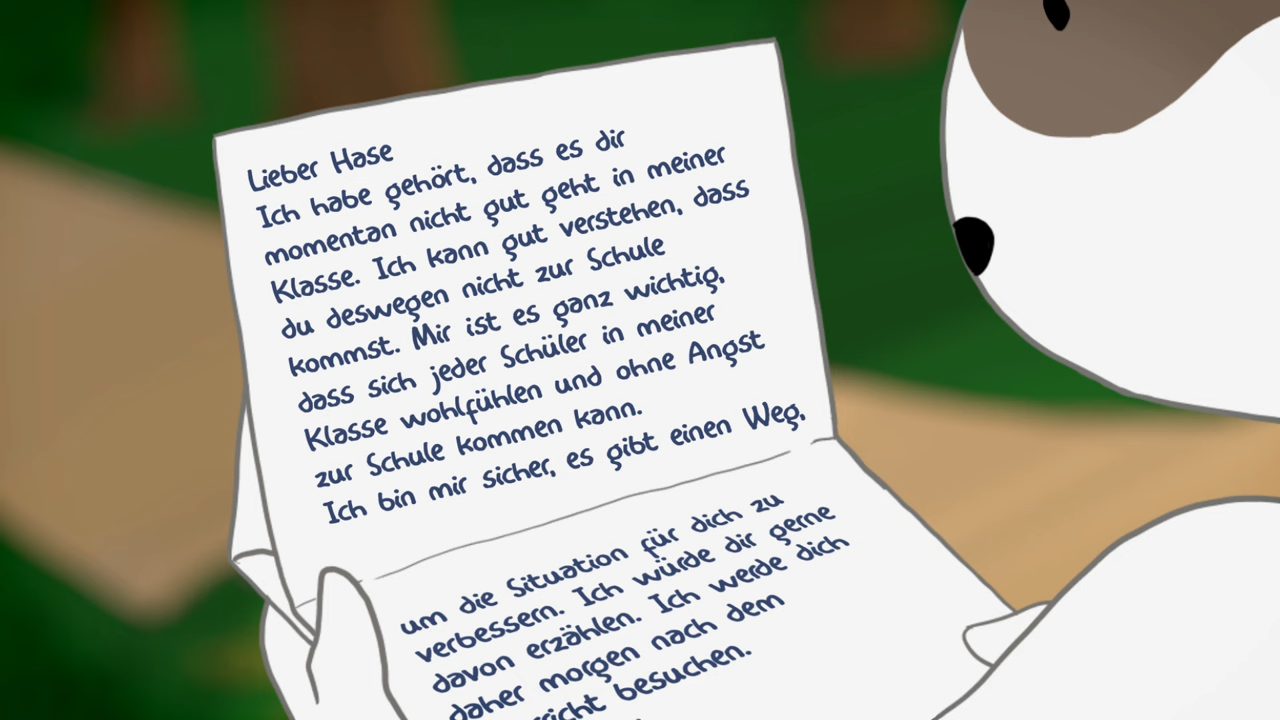 Lieber Hase
Ich habe gehört, dass es dir
momentan nicht gut geht in meiner
Klasse. Ich kann gut verstehen, dass
du deswegen nicht zur Schule
kommst. Mir ist es ganz wichtig,
dass sich jeder Schüler in meiner
Klasse wohlfühlen und ohne Angst
zur Schule kommen kann.
Ich bin mir sicher, es gibt einen Weg,
um die Situation für dich zu
verbessern. Ich würde dir gerne
davon erzählen. Ich werde dich
daher morgen nach dem
besuchen.